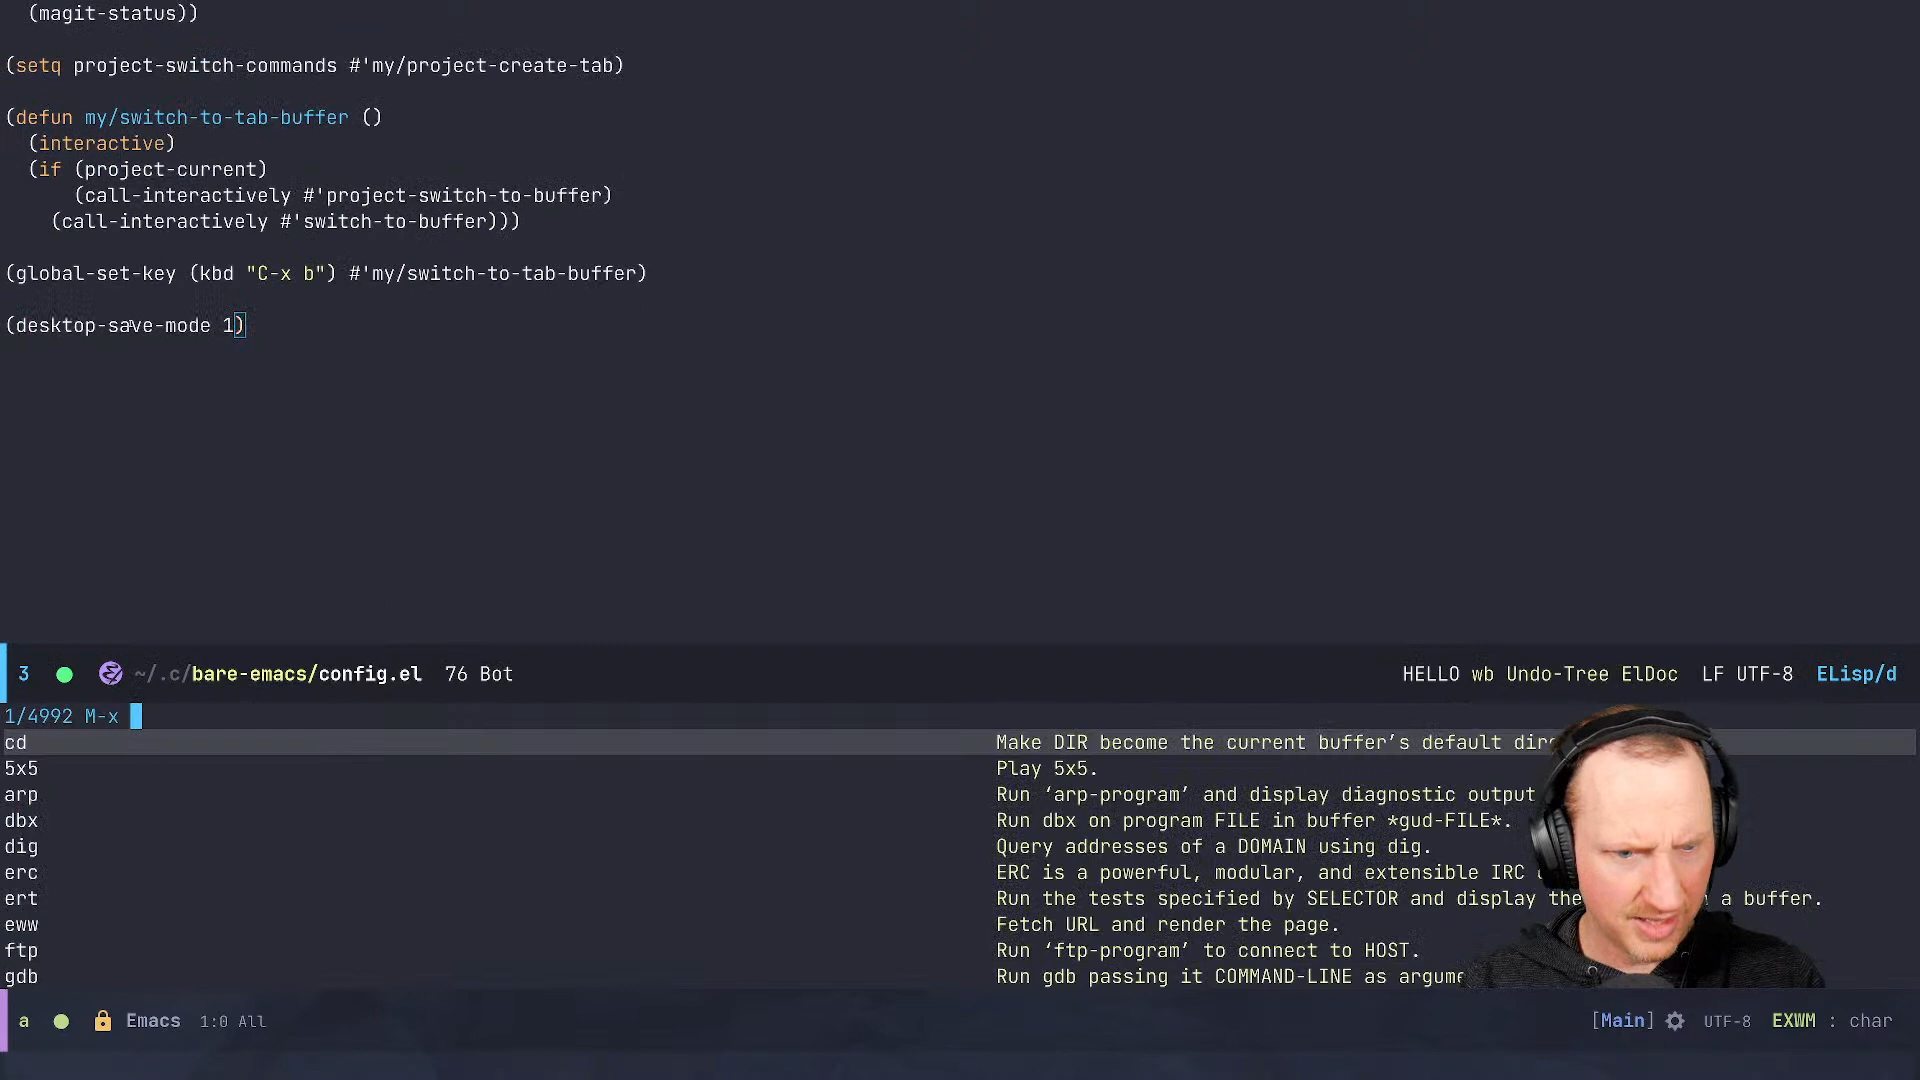 (magit-status))
(setq project-switch-commands #'my/project-create-tab)
(defun my/switch-to-tab-buffer ()
(interactive)
(if (project-current)
(call-interactively #'project-switch-to-buffer)
(call-interactively #'switch-to-buffer)))
(global-set-key (kbd "C-x b") #'my/switch-to-tab-buffer)
(desktop-save-mode 1)
3 ~/.c/bare-emacs/config.el 76 Bot HELLO wb Undo-Tree ElDoc LF UTF-8 ELisp/d
1/4992 M-x
cd Make DIR become the current buffer’s default
5x5 Play 5x5.
arp Run ‘arp-program’ and display diagnostic output
dbx Run dbx on program FILE in buffer *gud-FILE*.
dig Query addresses of a DOMAIN using dig.
erc ERC is a powerful, modular, and extensible IRC
ert Run the tests specified by SELECTOR and display the a buffer.
eww Fetch URL and render the page.
ftp Run ‘ftp-program’ to connect to HOST.
gdb Run gdb passing it COMMAND-LINE as
a Emacs 1:0 All [Main] UTF-8 EXWM : char